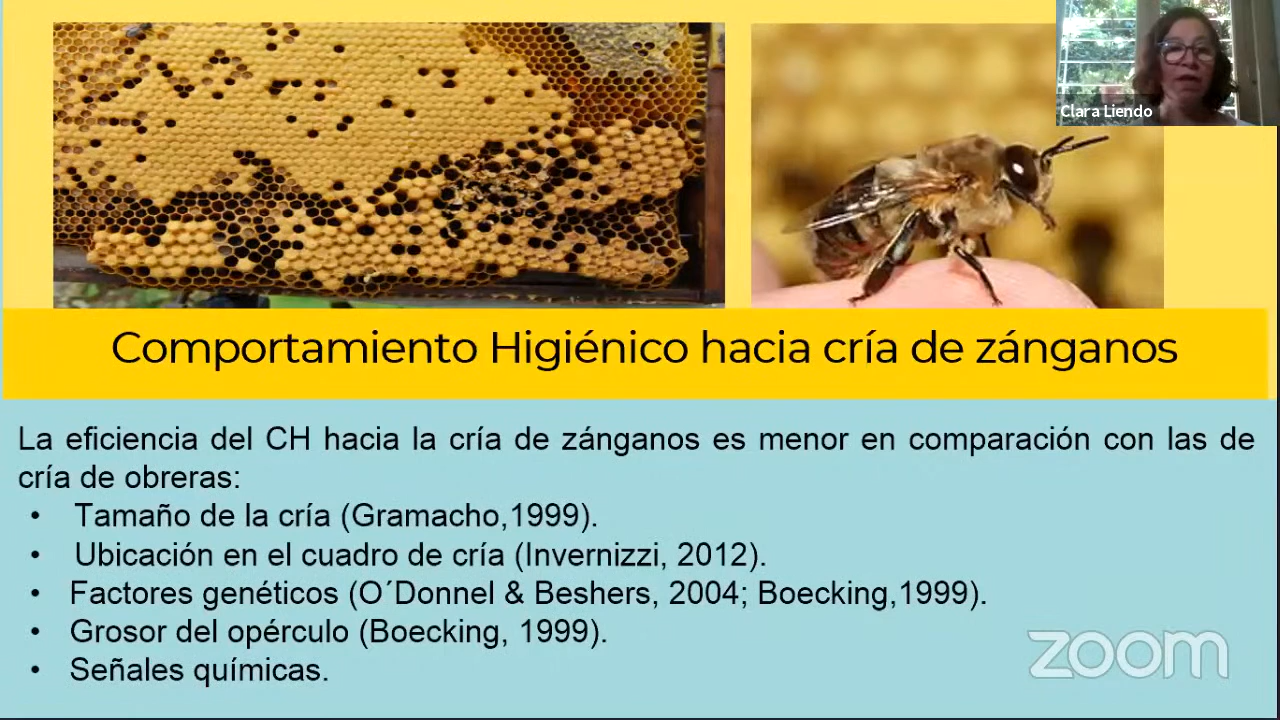 Clara Liendo
Comportamiento Higiénico hacia cría de zánganos
La eficiencia del CH hacia la cría de zánganos es menor en comparación con las de
cría de obreras:
• Tamaño de la cría (Gramacho,1999).
• Ubicación en el cuadro de cría (Invernizzi, 2012).
• Factores genéticos (O´Donnel & Beshers, 2004; Boecking,1999).
• Grosor del opérculo (Boecking, 1999).
• Señales químicas.
zoom